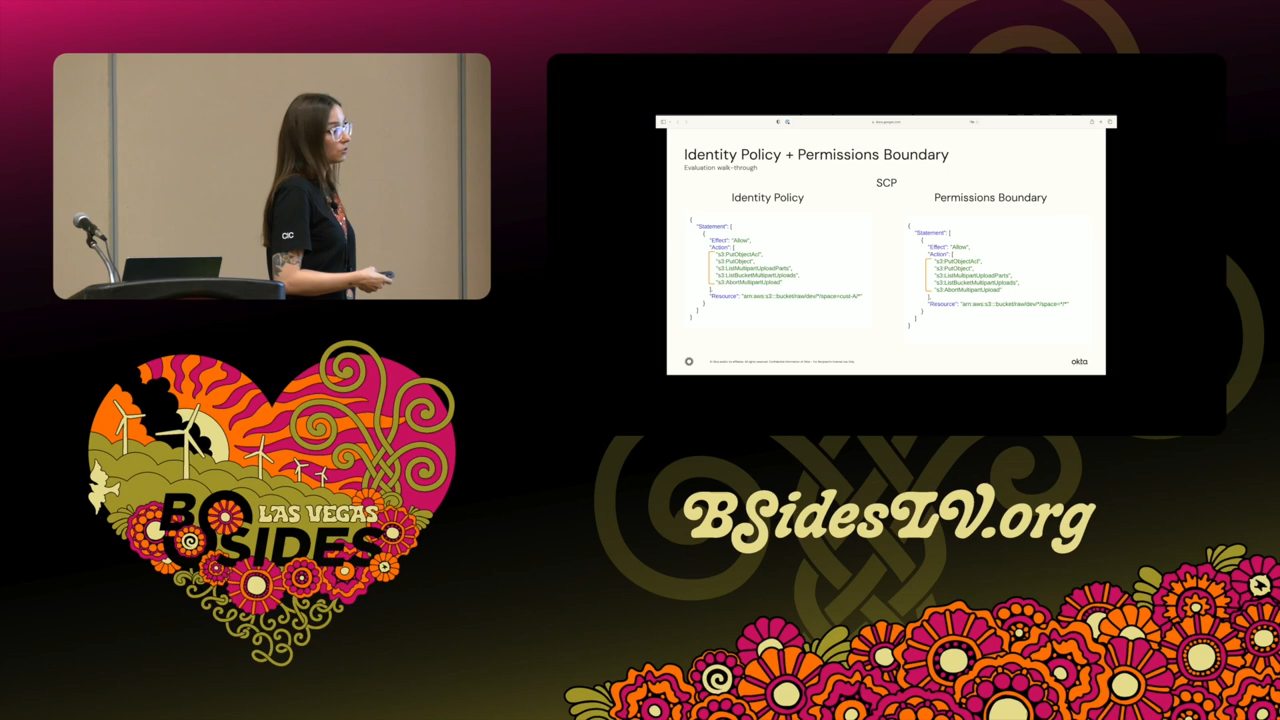 Identity Policy + Permissions Boundary
Evaluation walk-through
SCP
Identity Policy
{
"Statement": [
{
"Effect": "Allow",
"Action": [
"s3:PutObjectAcl",
"s3:PutObject",
"s3:ListMultipartUploadParts",
"s3:ListBucketMultipartUploads",
"s3:AbortMultipartUpload"
],
"Resource": "arn:aws:s3:::bucket/raw/dev/*/space=cust-A/*"
}
]
}
Permissions Boundary
{
"Statement": [
{
"Effect": "Allow",
"Action": [
"s3:PutObjectAcl",
"s3:PutObject",
"s3:ListMultipartUploadParts",
"s3:ListBucketMultipartUploads",
"s3:AbortMultipartUpload"
],
"Resource": "arn:aws:s3:::bucket/raw/dev/*/space=*/*"
}
]
}
okta
CIC
LAS VEGAS
BSIDES
BSidesLV.org